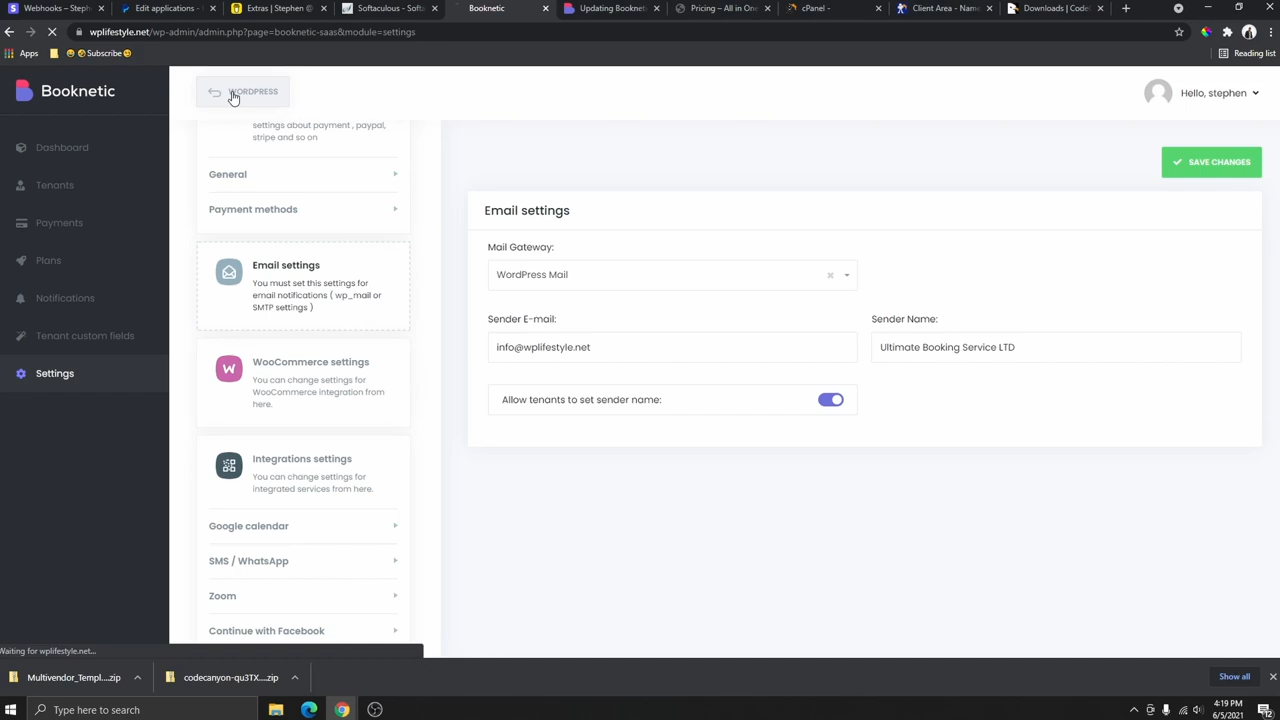 Webhooks – Stephen
Edit applications -
Extras | Stephen @
Softaculous - Softa
Booknetic
Updating Booknet
Pricing – All in One
cPanel -
Client Area - Name
Downloads | Code
wplifestyle.net/wp-admin/admin.php?page=booknetic-saas&module=settings
Apps
Subscribe
Reading list
Booknetic
WORDPRESS
Hello, stephen
Dashboard
Tenants
Payments
Plans
Notifications
Tenant custom fields
Settings
settings about payment , paypal,
stripe and so on
General
Payment methods
Email settings
You must set this settings for
email notifications ( wp_mail or
SMTP settings )
WooCommerce settings
You can change settings for
WooCommerce integration from
here.
Integrations settings
You can change settings for
integrated services from here.
Google calendar
SMS / WhatsApp
Zoom
Continue with Facebook
SAVE CHANGES
Email settings
Mail Gateway:
WordPress Mail
Sender E-mail:
Sender Name:
info@wplifestyle.net
Ultimate Booking Service LTD
Allow tenants to set sender name:
Waiting for wplifestyle.net...
Multivendor_Templ....zip
codecanyon-qu3TX....zip
Show all
Type here to search
4:19 PM
6/5/2021